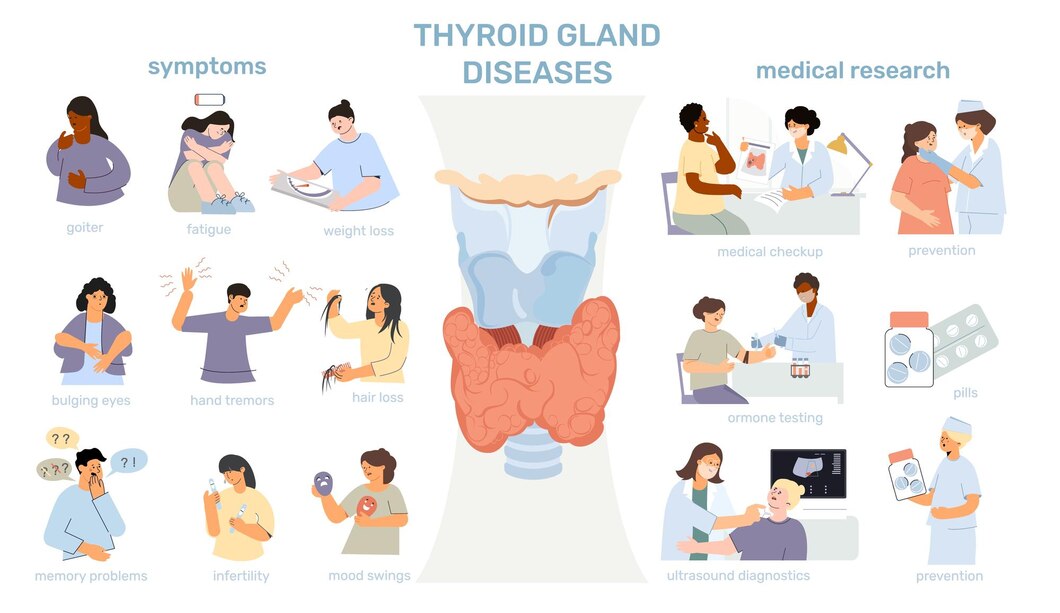 THYROID GLAND
DISEASES
symptoms
goiter
fatigue
weight loss
bulging eyes
hand tremors
hair loss
? ?
? ? ?
? !
memory problems
infertility
mood swings
medical research
medical checkup
prevention
ormone testing
pills
ultrasound diagnostics
prevention